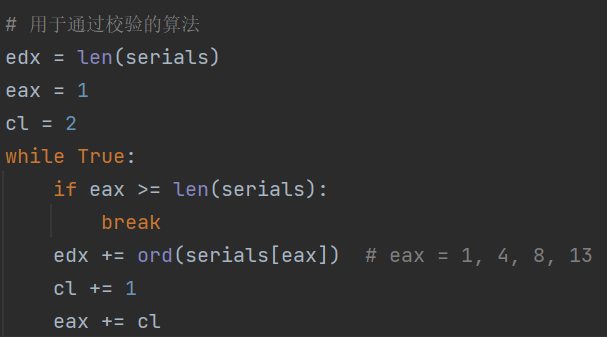 # 用于通过校验的算法
edx = len(serials)
eax = 1
cl = 2
while True:
    if eax >= len(serials):
        break
    edx += ord(serials[eax])  # eax = 1, 4, 8, 13
    cl += 1
    eax += cl